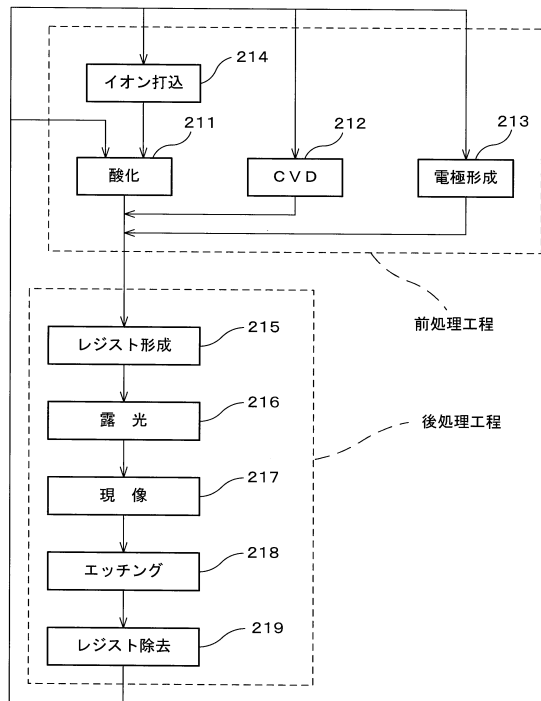 イオン打込
214
211
212
213
酸化
CVD
電極形成
前処理工程
レジスト形成
215
露 光
216
後処理工程
現 像
217
エッチング
218
レジスト除去
219